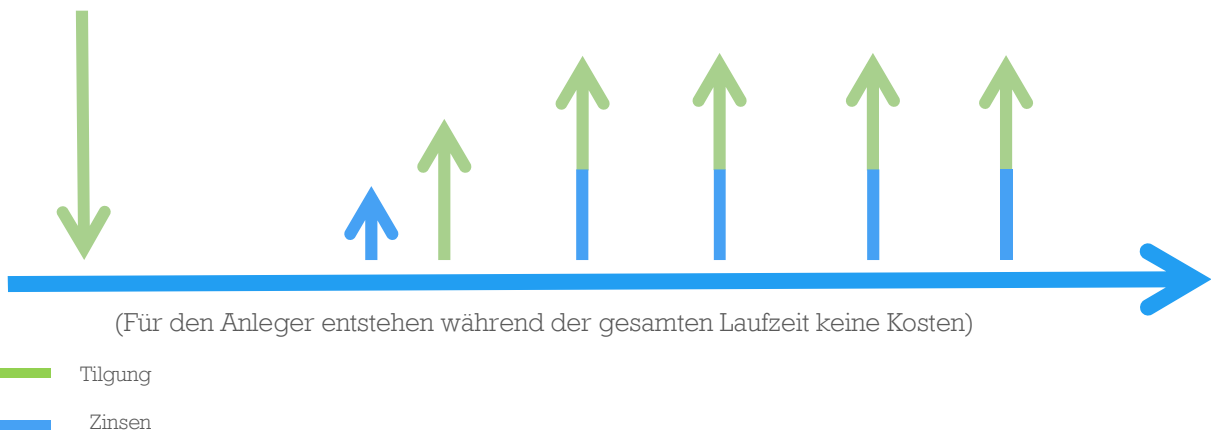 (Für den Anleger entstehen während der gesamten Laufzeit keine Kosten)
Tilgung
Zinsen